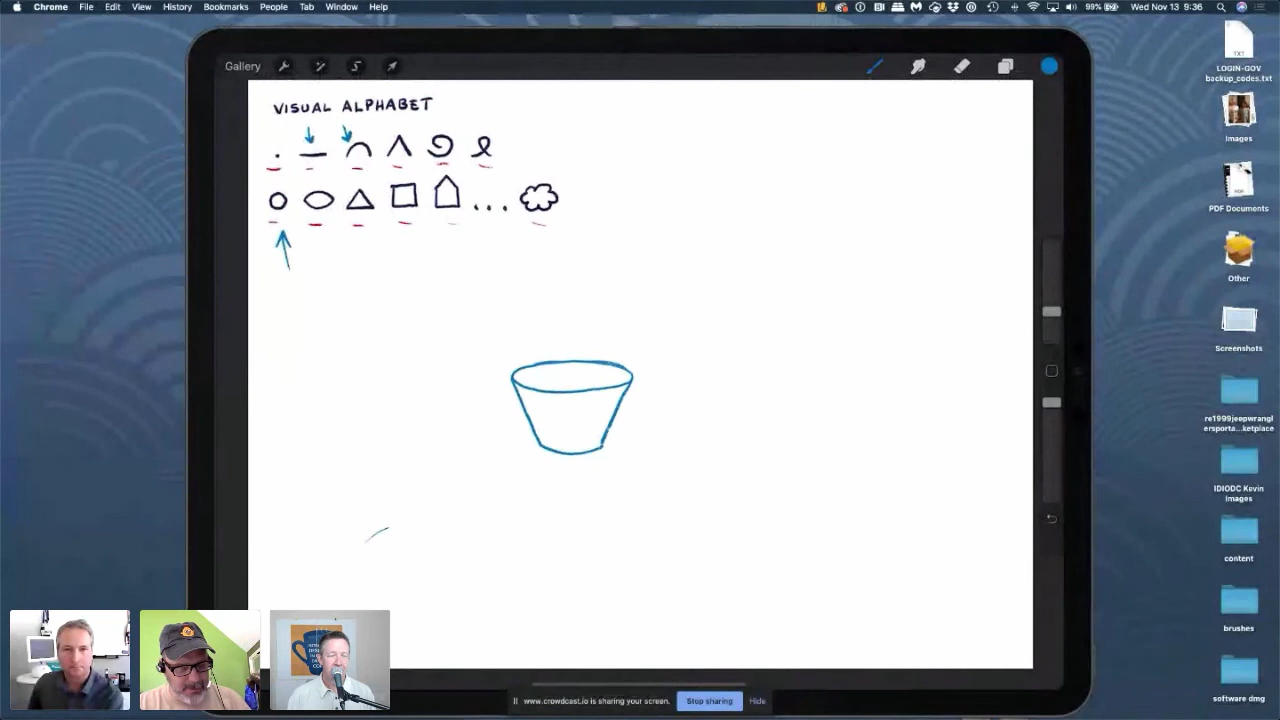 Chrome File Edit View History Bookmarks People Tab Window Help
99% Wed Nov 13 9:36
Gallery
VISUAL ALPHABET
TXT
LOGIN-GOV
backup_codes.txt
Images
PDF
PDF Documents
Other
Screenshots
re1999jeepwrangl
ersporta...ketplace
IDIODC Kevin
Images
content
brushes
software dmg
www.crowdcast.io is sharing your screen. Stop sharing Hide